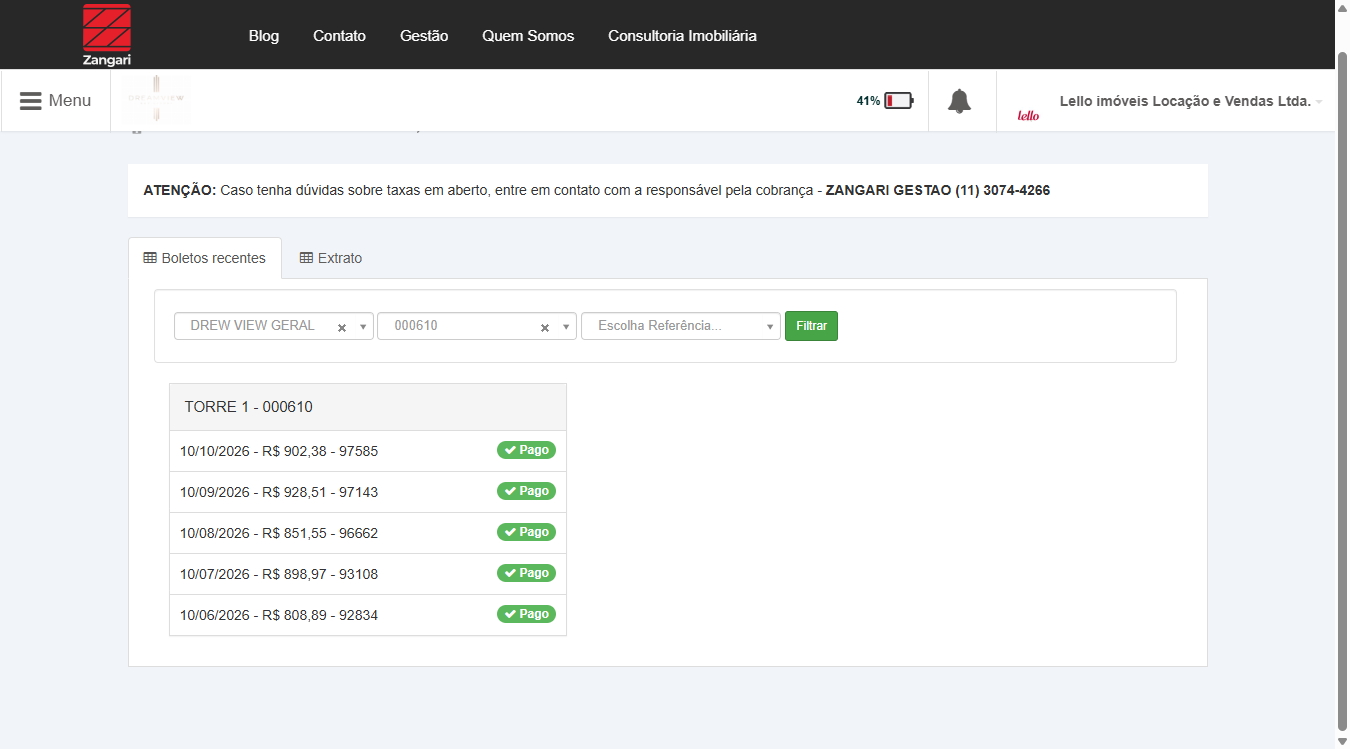 Zangari
Blog Contato Gestão Quem Somos Consultoria Imobiliária
Menu
41%
lello
Lello imóveis Locação e Vendas Ltda.
ATENÇÃO: Caso tenha dúvidas sobre taxas em aberto, entre em contato com a responsável pela cobrança - ZANGARI GESTAO (11) 3074-4266
Boletos recentes Extrato
DREW VIEW GERAL × 000610 × Escolha Referência... Filtrar
TORRE 1 - 000610
10/10/2026 - R$ 902,38 - 97585 Pago
10/09/2026 - R$ 928,51 - 97143 Pago
10/08/2026 - R$ 851,55 - 96662 Pago
10/07/2026 - R$ 898,97 - 93108 Pago
10/06/2026 - R$ 808,89 - 92834 Pago